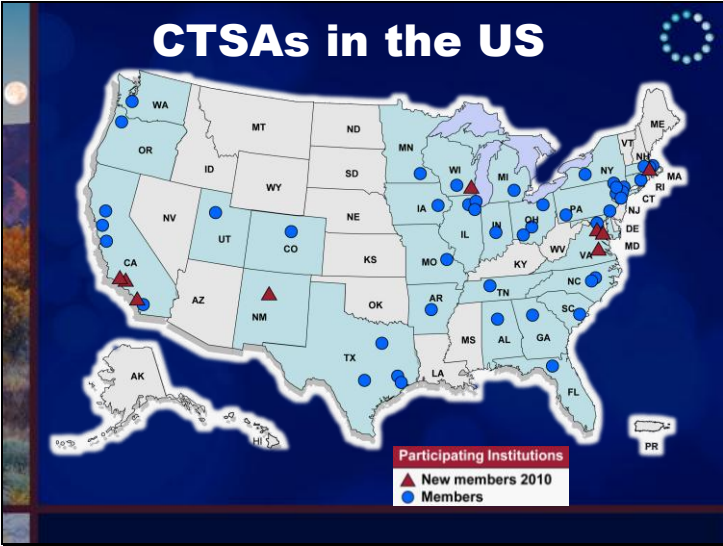 CTSAs in the US
WA
MT
ND
MN
ME
VT
NH
OR
ID
SD
WI
MI
NY
MA
RI
CT
WY
IA
PA
NJ
NV
NE
IL
IN
OH
DE
MD
UT
CO
WV
VA
CA
KS
MO
KY
NC
AZ
NM
OK
AR
TN
SC
MS
AL
GA
TX
LA
AK
FL
HI
PR
Participating Institutions
New members 2010
Members